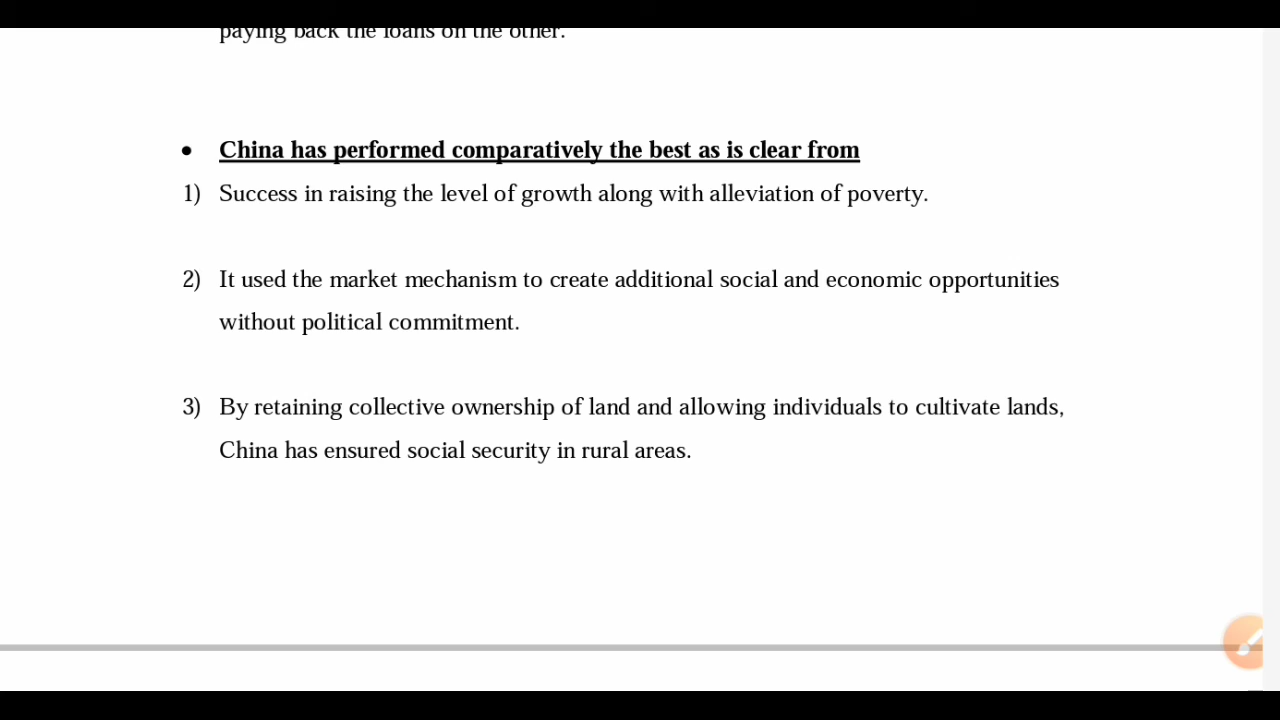 paying back the loans on the other.
• China has performed comparatively the best as is clear from
1) Success in raising the level of growth along with alleviation of poverty.
2) It used the market mechanism to create additional social and economic opportunities
without political commitment.
3) By retaining collective ownership of land and allowing individuals to cultivate lands,
China has ensured social security in rural areas.